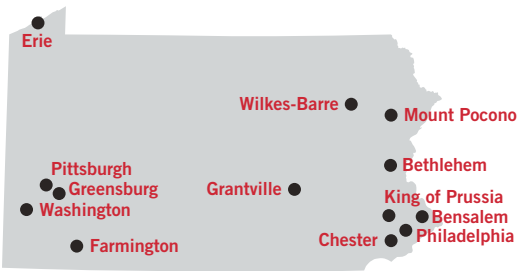 Erie
Wilkes-Barre
Mount Pocono
Pittsburgh
Bethlehem
Greensburg
Grantville
King of Prussia
Washington
Bensalem
Philadelphia
Chester
Farmington